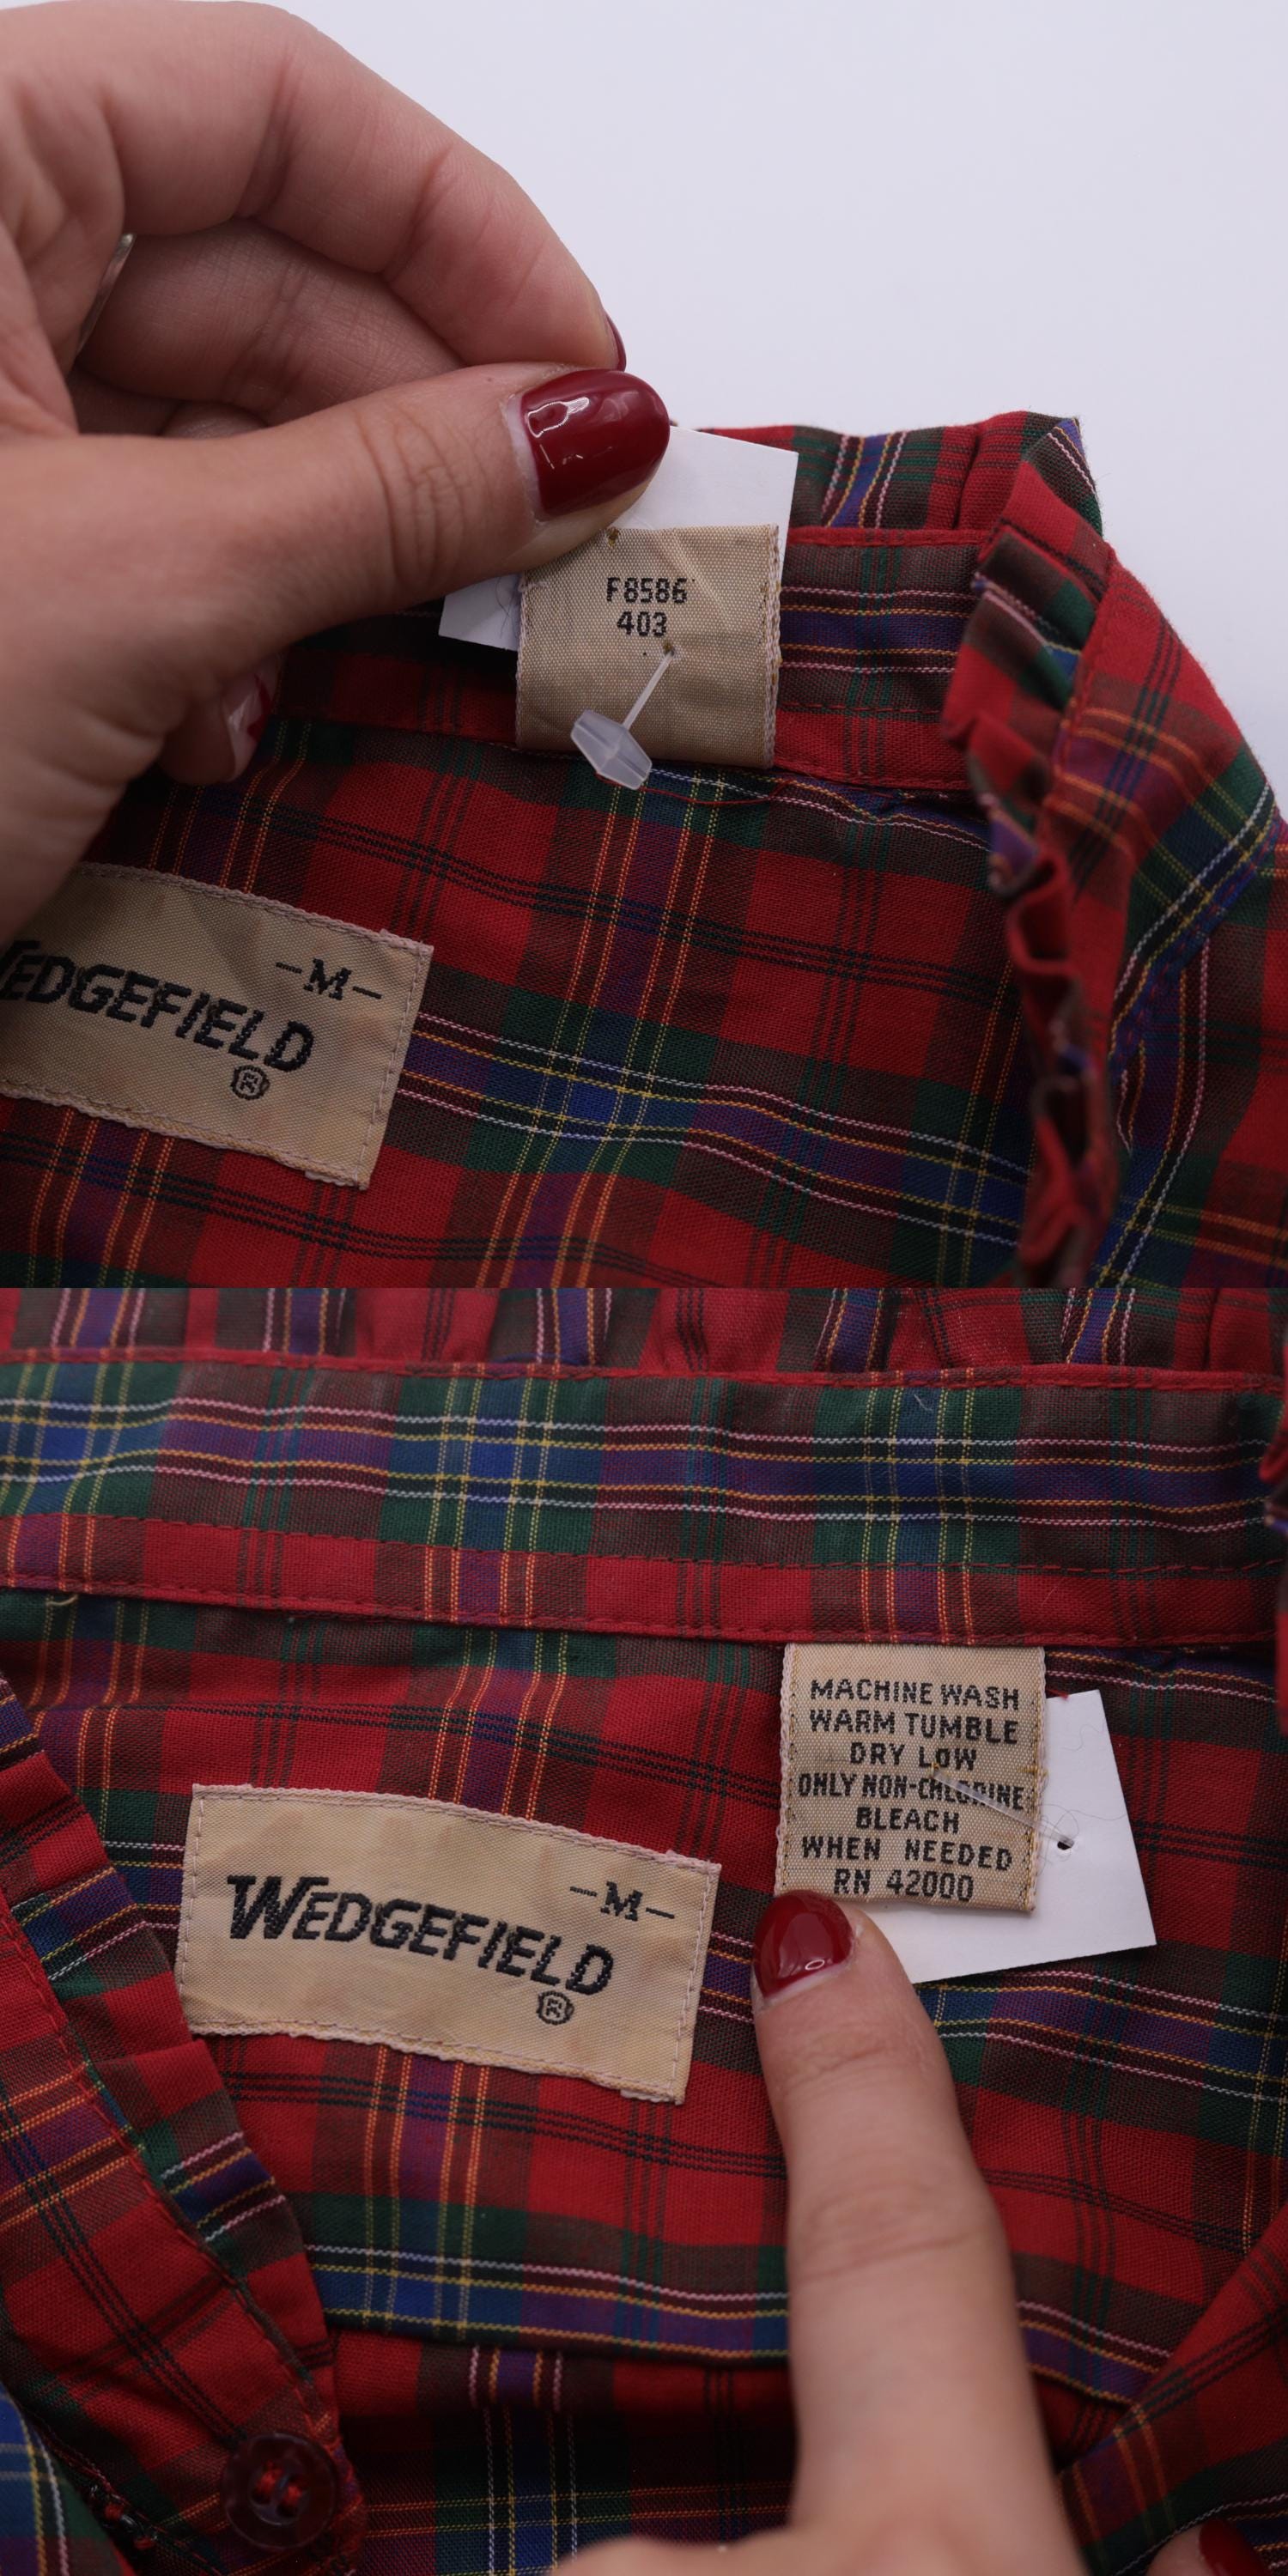 F8586
403
-M-
WEDGEFIELD
®
MACHINE WASH
WARM TUMBLE
DRY LOW
ONLY NON-CHLORINE
BLEACH
WHEN NEEDED
RN 42000
-M-
WEDGEFIELD
®